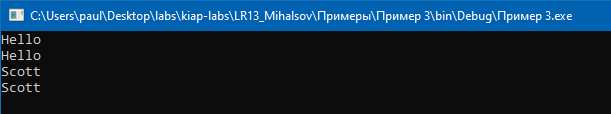 C:\Users\paul\Desktop\labs\kiap-labs\LR13_Mihalsov\Примеры\Пример 3\bin\Debug\Пример 3.exe
Hello
Hello
Scott
Scott